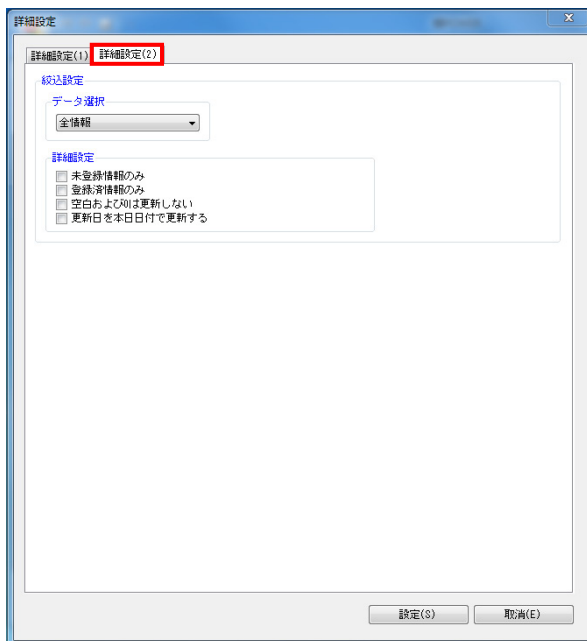 詳細設定
詳細設定(1) 詳細設定(2)
絞込設定
データ選択
全情報
詳細設定
未登録情報のみ
登録済情報のみ
空白および0は更新しない
更新日を本日日付で更新する
設定(S) 取消(E)